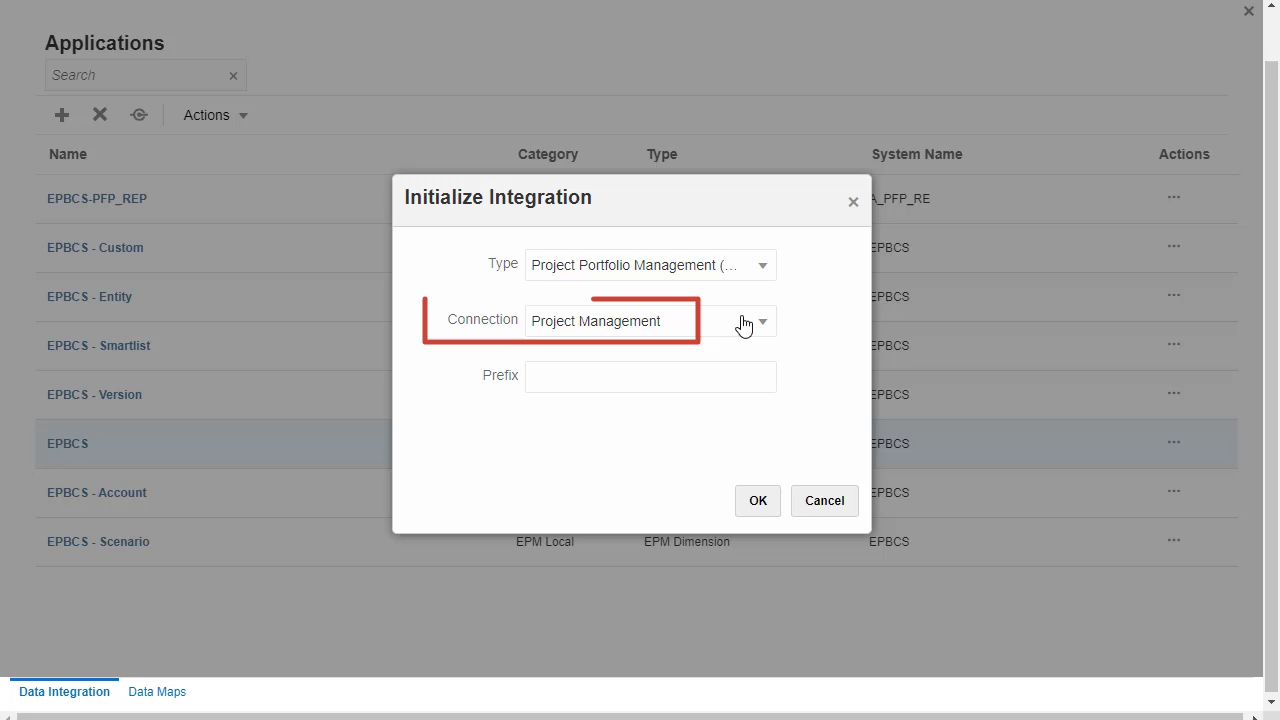 Applications
Search
Actions
Name Category Type System Name Actions
EPBCS-PFP_REP A_PFP_RE
EPBCS - Custom EPBCS
EPBCS - Entity EPBCS
EPBCS - Smartlist EPBCS
EPBCS - Version EPBCS
EPBCS EPBCS
EPBCS - Account EPBCS
EPBCS - Scenario EPM Local EPM Dimension EPBCS
Initialize Integration
Type Project Portfolio Management (...
Connection Project Management
Prefix
OK Cancel
Data Integration Data Maps